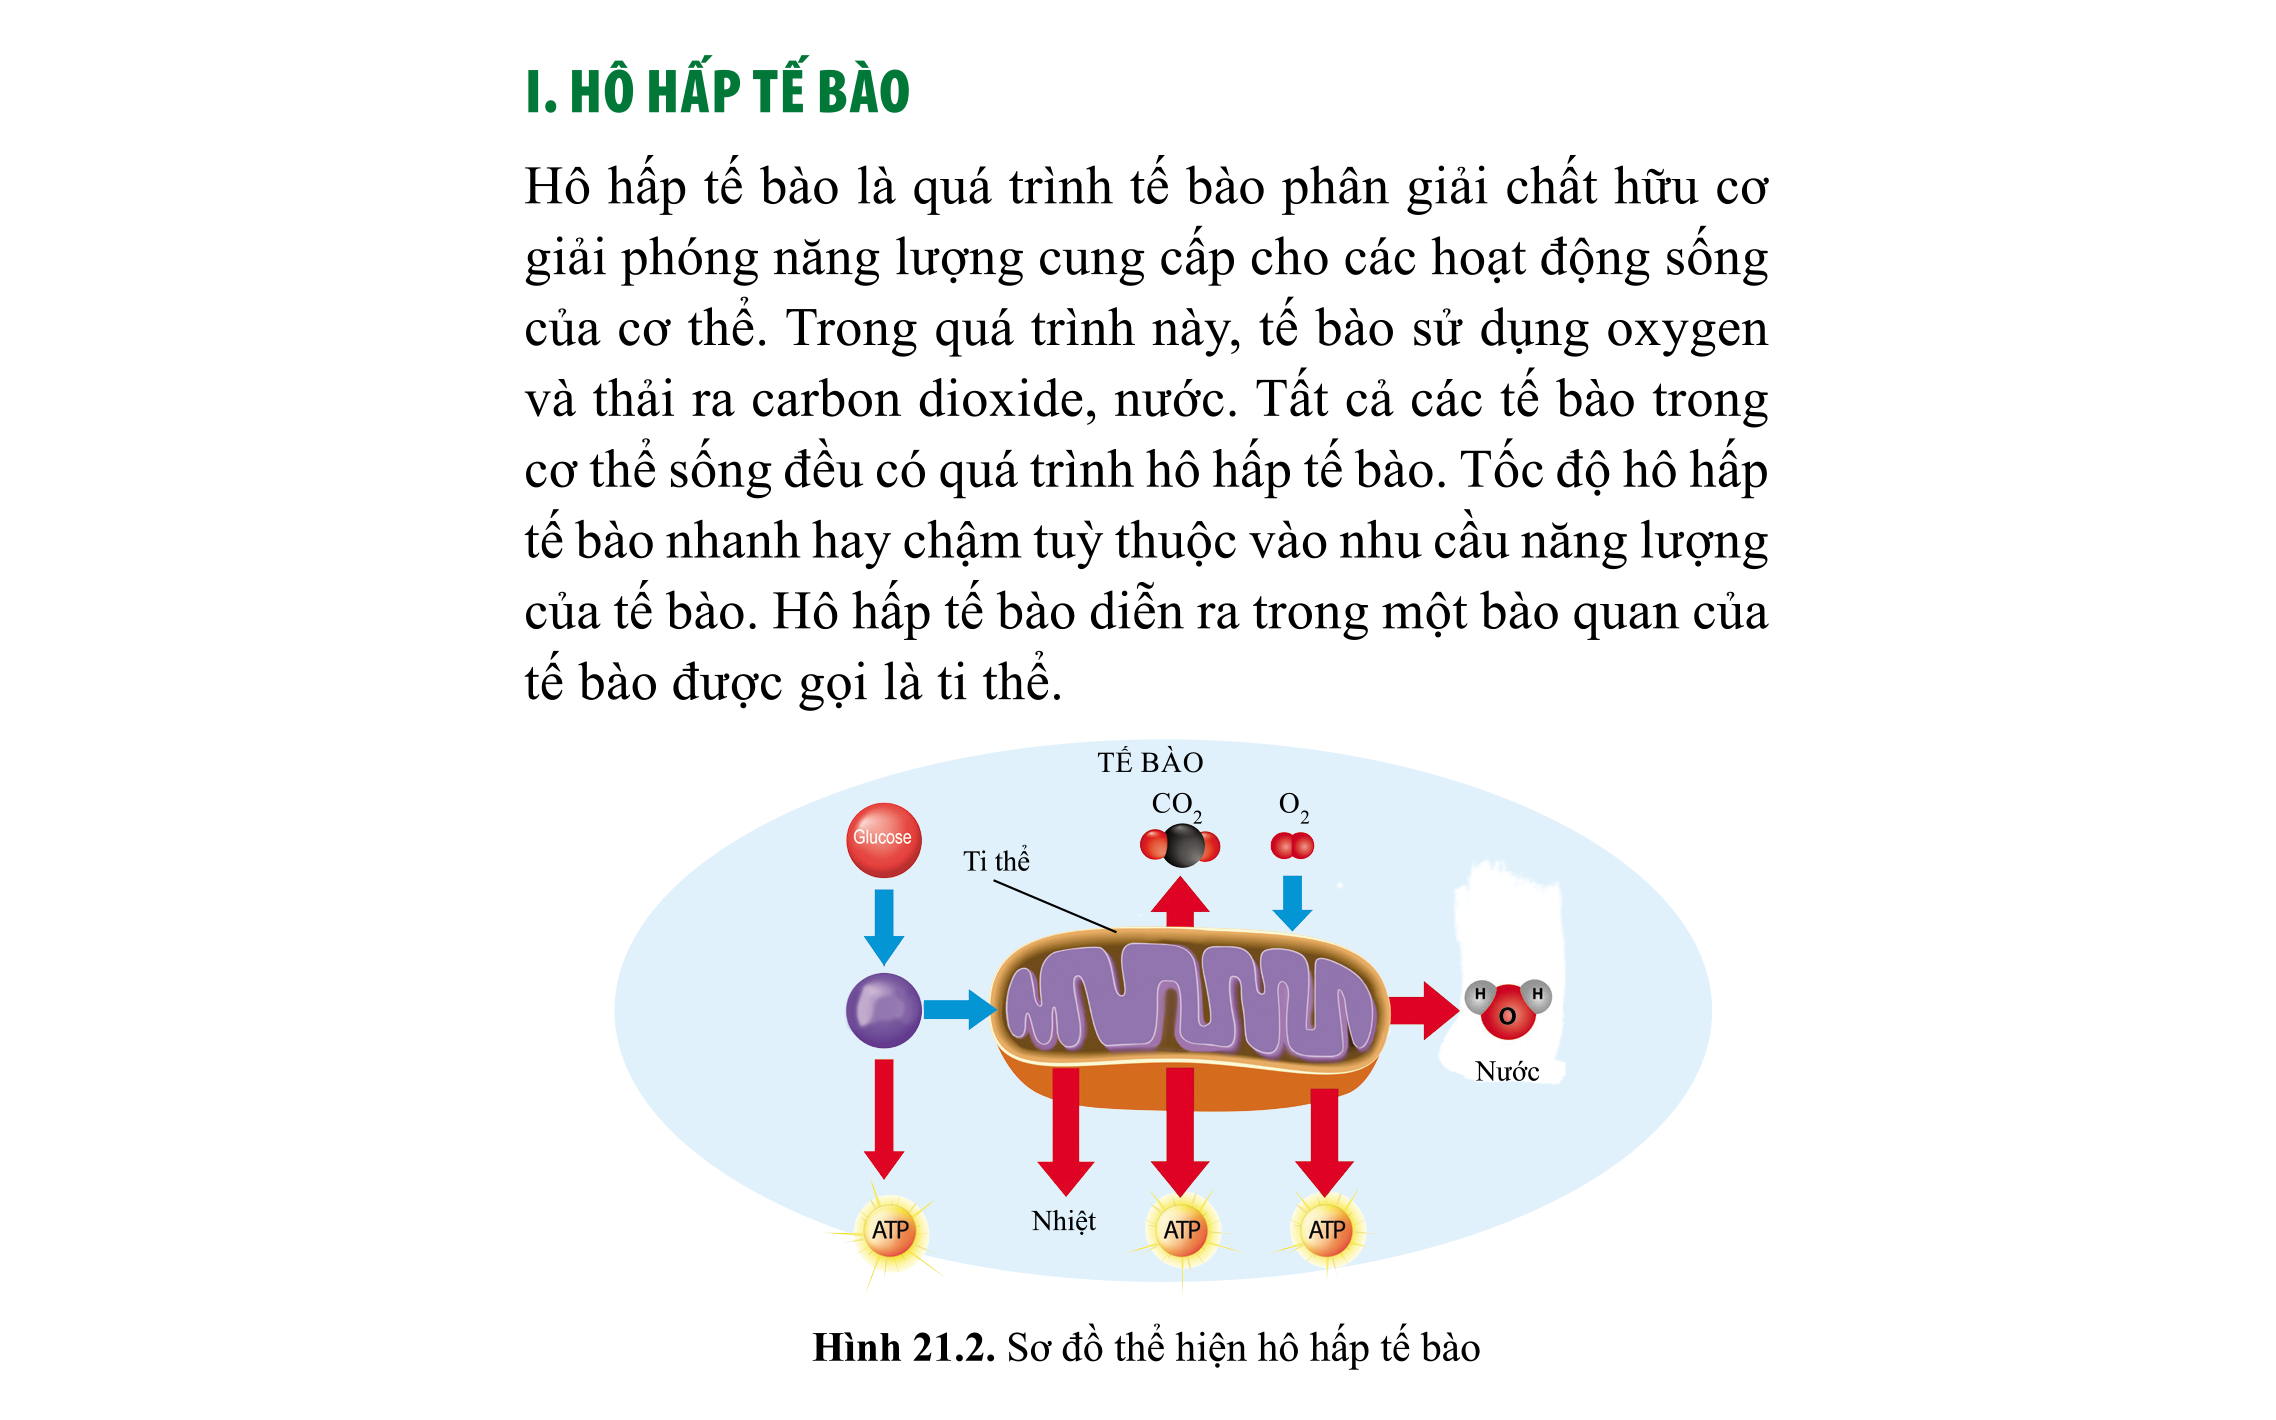 I. HÔ HẤP TẾ BÀO
Hô hấp tế bào là quá trình tế bào phân giải chất hữu cơ
giải phóng năng lượng cung cấp cho các hoạt động sống
của cơ thể. Trong quá trình này, tế bào sử dụng oxygen
và thải ra carbon dioxide, nước. Tất cả các tế bào trong
cơ thể sống đều có quá trình hô hấp tế bào. Tốc độ hô hấp
tế bào nhanh hay chậm tuỳ thuộc vào nhu cầu năng lượng
của tế bào. Hô hấp tế bào diễn ra trong một bào quan của
tế bào được gọi là ti thể.
TẾ BÀO
CO₂
O₂
Glucose
Ti thể
H
H
O
Nước
Nhiệt
ATP
ATP
ATP
Hình 21.2. Sơ đồ thể hiện hô hấp tế bào